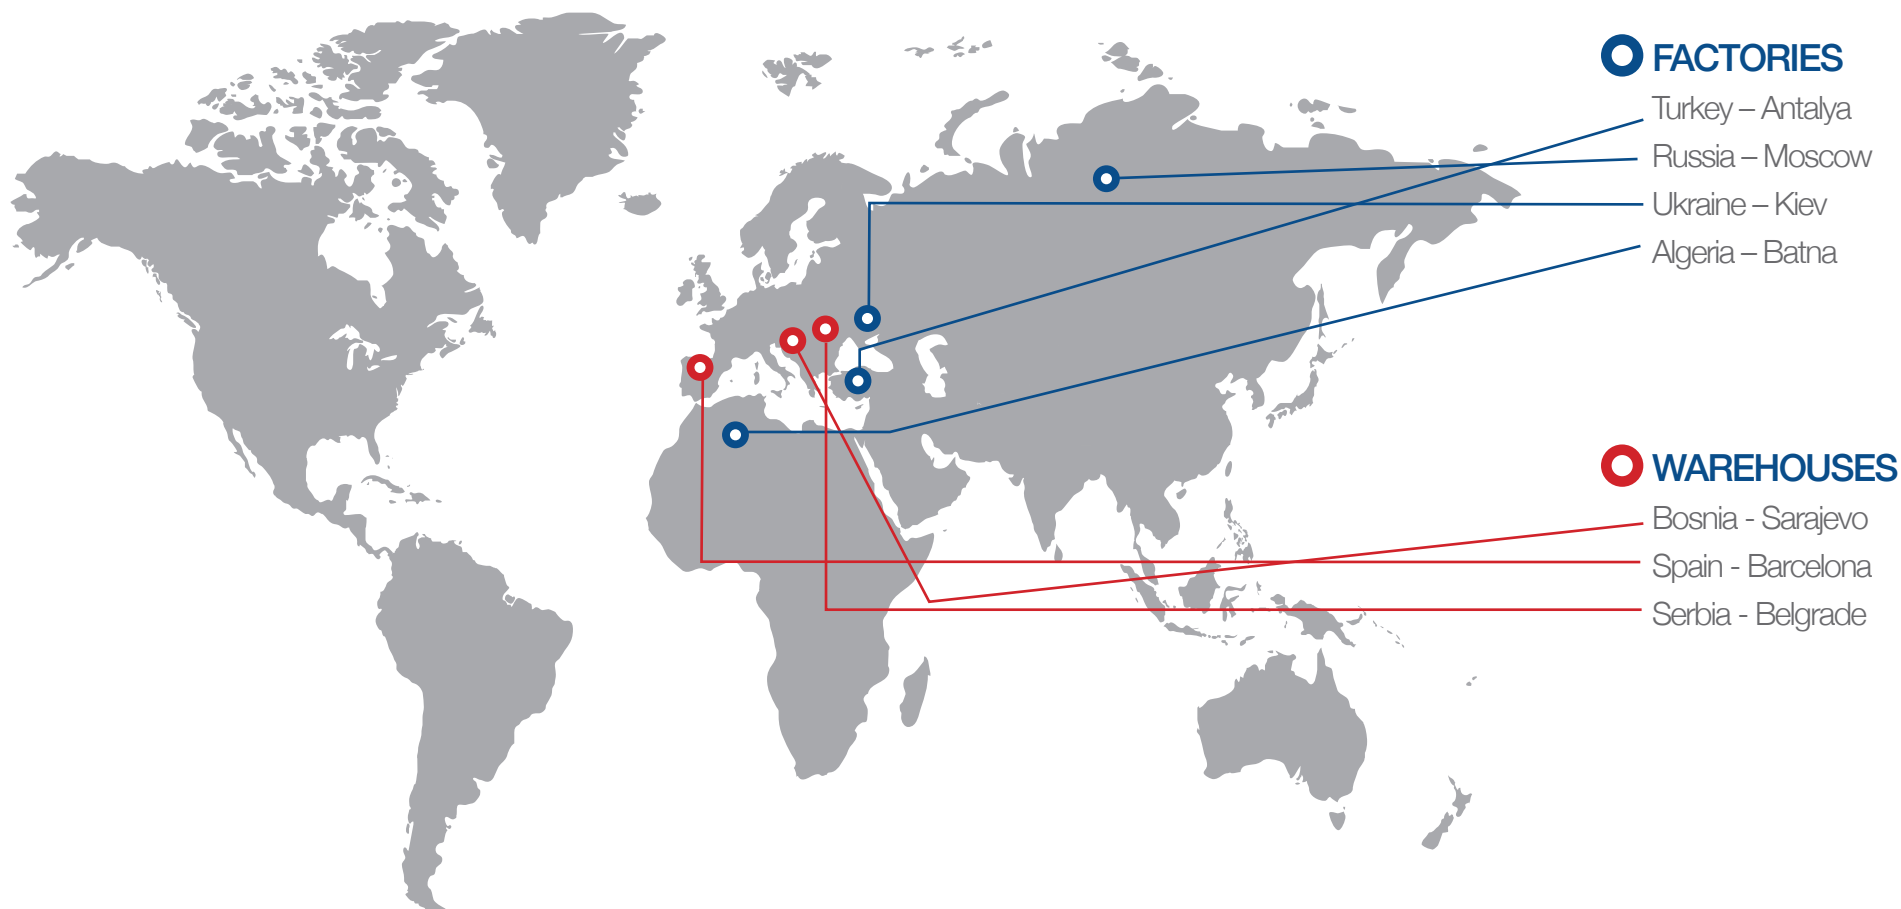 FACTORIES
Turkey – Antalya
Russia – Moscow
Ukraine – Kiev
Algeria – Batna
WAREHOUSES
Bosnia - Sarajevo
Spain - Barcelona
Serbia - Belgrade